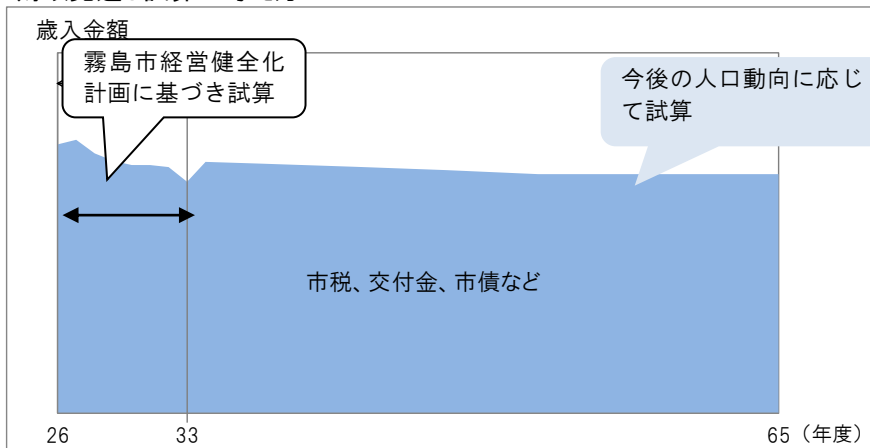 歳入金額
霧島市経営健全化
計画に基づき試算
今後の人口動向に応じ
て試算
市税、交付金、市債など
26
33
65
（年度）